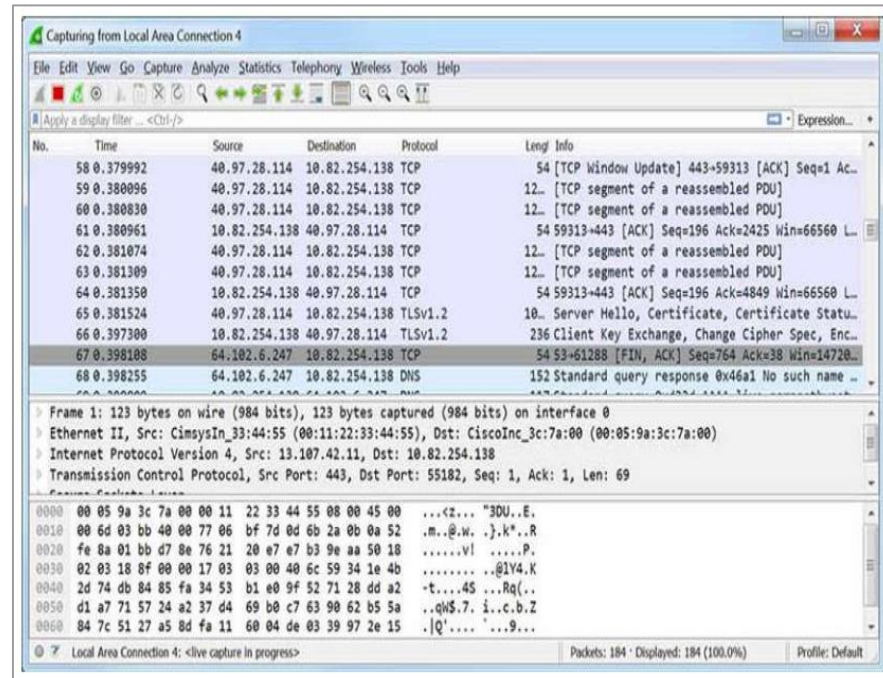 Capturing from Local Area Connection 4
File Edit View Go Capture Analyze Statistics Telephony Wireless Tools Help
Apply a display filter ... <Ctrl-/> Expression... +
No. Time Source Destination Protocol Lengt Info
58 0.379992 40.97.28.114 10.82.254.138 TCP 54 [TCP Window Update] 443→59313 [ACK] Seq=1 Ac…
59 0.380096 40.97.28.114 10.82.254.138 TCP 12… [TCP segment of a reassembled PDU]
60 0.380830 40.97.28.114 10.82.254.138 TCP 12… [TCP segment of a reassembled PDU]
61 0.380961 10.82.254.138 40.97.28.114 TCP 54 59313→443 [ACK] Seq=196 Ack=2425 Win=66560 L…
62 0.381074 40.97.28.114 10.82.254.138 TCP 12… [TCP segment of a reassembled PDU]
63 0.381309 40.97.28.114 10.82.254.138 TCP 12… [TCP segment of a reassembled PDU]
64 0.381350 10.82.254.138 40.97.28.114 TCP 54 59313→443 [ACK] Seq=196 Ack=4849 Win=66560 L…
65 0.381524 40.97.28.114 10.82.254.138 TLSv1.2 10… Server Hello, Certificate, Certificate Statu…
66 0.397300 10.82.254.138 40.97.28.114 TLSv1.2 236 Client Key Exchange, Change Cipher Spec, Enc…
67 0.398108 64.102.6.247 10.82.254.138 TCP 54 53→61288 [FIN, ACK] Seq=764 Ack=38 Win=14720…
68 0.398255 64.102.6.247 10.82.254.138 DNS 152 Standard query response 0x46a1 No such name …
Frame 1: 123 bytes on wire (984 bits), 123 bytes captured (984 bits) on interface 0
Ethernet II, Src: CimsysIn_33:44:55 (00:11:22:33:44:55), Dst: CiscoInc_3c:7a:00 (00:05:9a:3c:7a:00)
Internet Protocol Version 4, Src: 13.107.42.11, Dst: 10.82.254.138
Transmission Control Protocol, Src Port: 443, Dst Port: 55182, Seq: 1, Ack: 1, Len: 69
0000 00 05 9a 3c 7a 00 00 11 22 33 44 55 08 00 45 00 ...<z... "3DU..E.
0010 00 6d 03 bb 40 00 77 06 bf 7d 0d 6b 2a 0b 0a 52 .m..@.w. .}.k*..R
0020 fe 8a 01 bb d7 8e 76 21 20 e7 e7 b3 9e aa 50 18 ......v! .....P.
0030 02 03 18 8f 00 00 17 03 03 00 40 6c 59 34 1e 4b ........ ..@lY4.K
0040 2d 74 db 84 85 fa 34 53 b1 e0 9f 52 71 28 dd a2 -t....4S ...Rq(..
0050 d1 a7 71 57 24 a2 37 d4 69 b0 c7 63 90 62 b5 5a ..qW$.7. i..c.b.Z
0060 84 7c 51 27 a5 8d fa 11 60 04 de 03 39 97 2e 15 .|Q'.... `...9...
Local Area Connection 4: <live capture in progress> Packets: 184 · Displayed: 184 (100.0%) Profile: Default